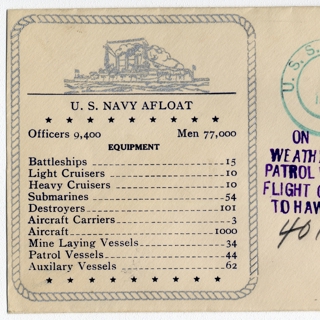 U. S. NAVY AFLOAT
Officers 9,400 Men 77,000
EQUIPMENT
Battleships 15
Light Cruisers 10
Heavy Cruisers 10
Submarines 54
Destroyers 101
Aircraft Carriers 3
Aircraft 1000
Mine Laying Vessels 34
Patrol Vessels 44
Auxilary Vessels 62
U. S. S.
ON
WEATH
PATROL
FLIGHT
TO HAW